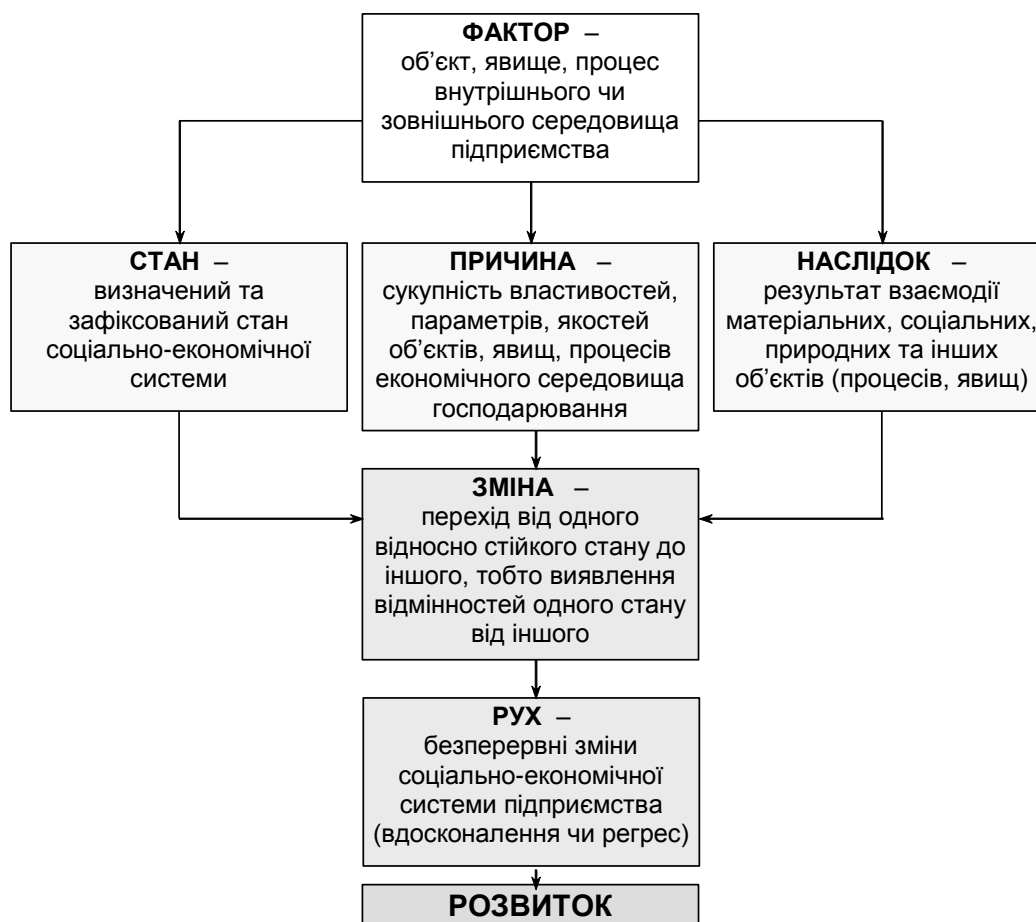 ФАКТОР –
об’єкт, явище, процес
внутрішнього чи
зовнішнього середовища
підприємства
СТАН –
визначений та
зафіксований стан
соціально-економічної
системи
ПРИЧИНА –
сукупність властивостей,
параметрів, якостей
об’єктів, явищ, процесів
економічного середовища
господарювання
НАСЛІДОК –
результат взаємодії
матеріальних, соціальних,
природних та інших
об’єктів (процесів, явищ)
ЗМІНА –
перехід від одного
відносно стійкого стану до
іншого, тобто виявлення
відмінностей одного стану
від іншого
РУХ –
безперервні зміни
соціально-економічної
системи підприємства
(вдосконалення чи регрес)
РОЗВИТОК